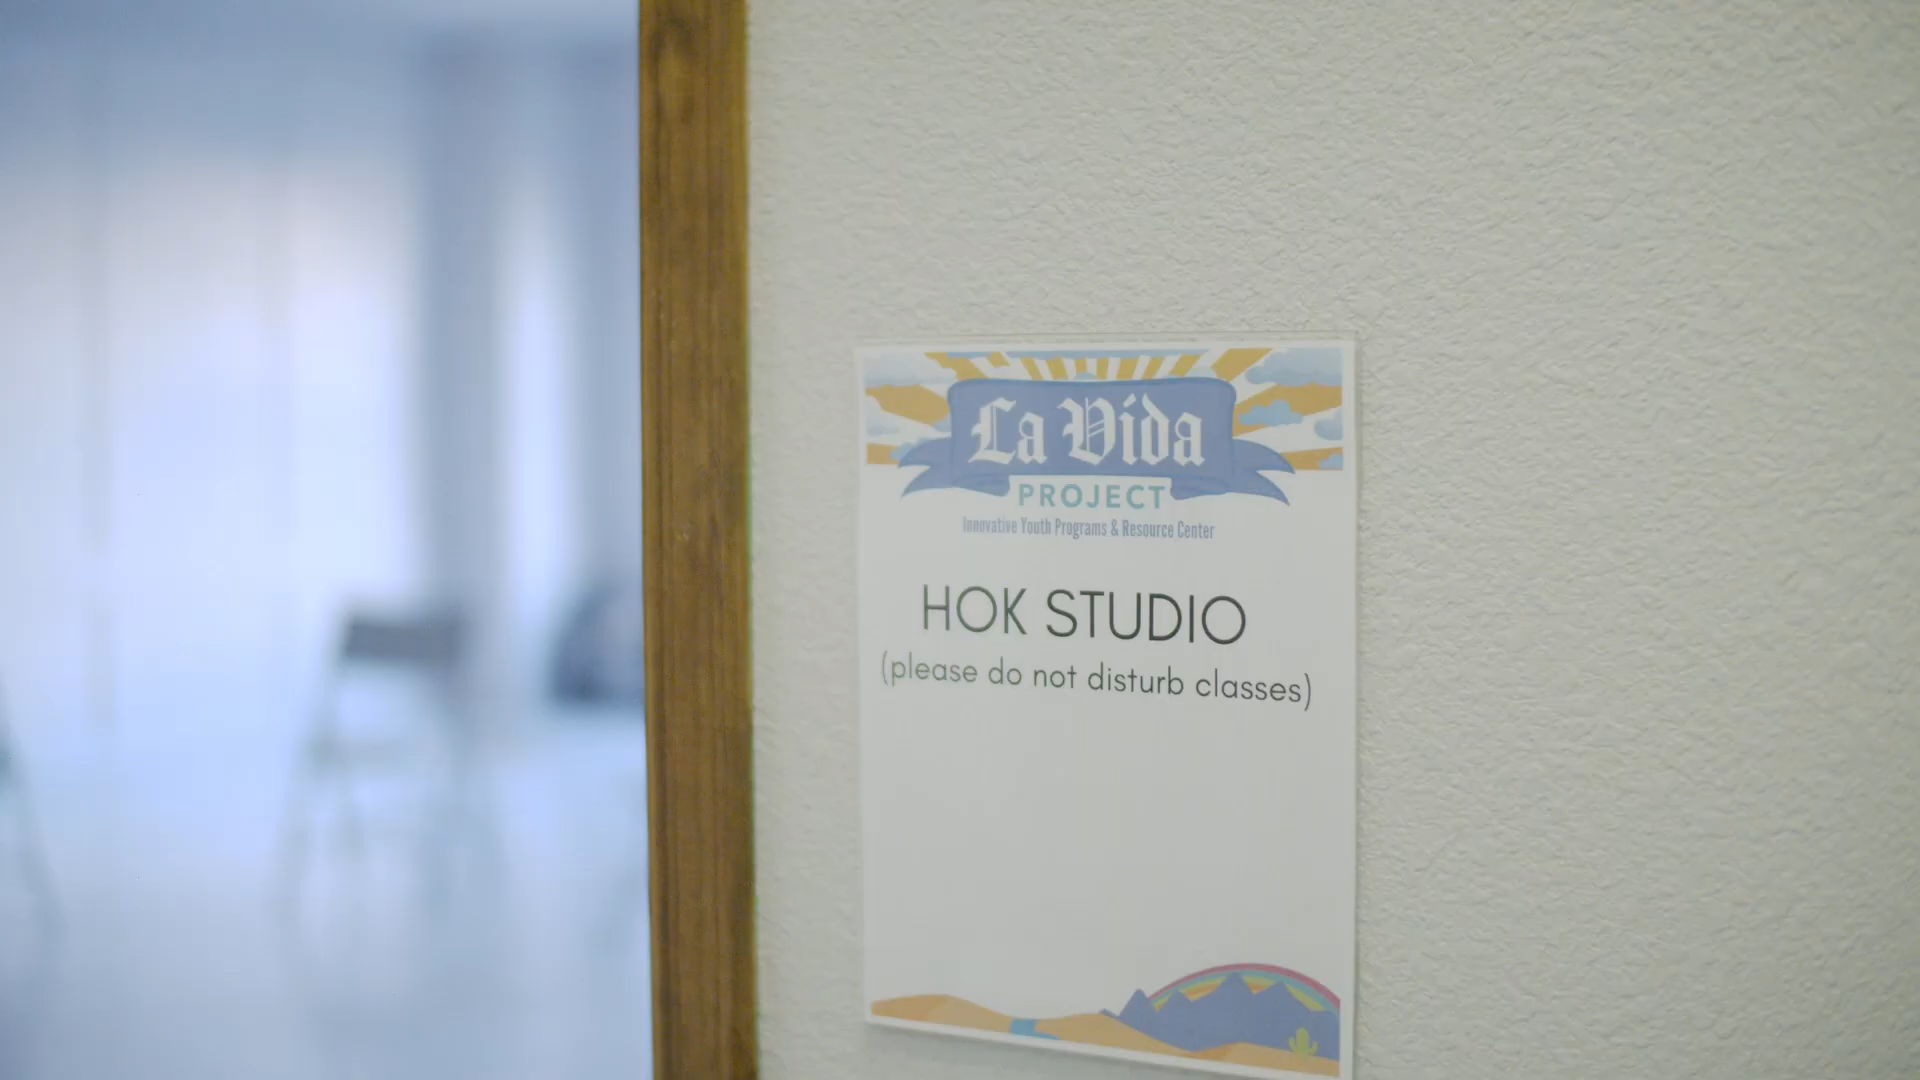 La Vida
PROJECT
Innovative Youth Programs & Resource Center
HOK STUDIO
(please do not disturb classes)